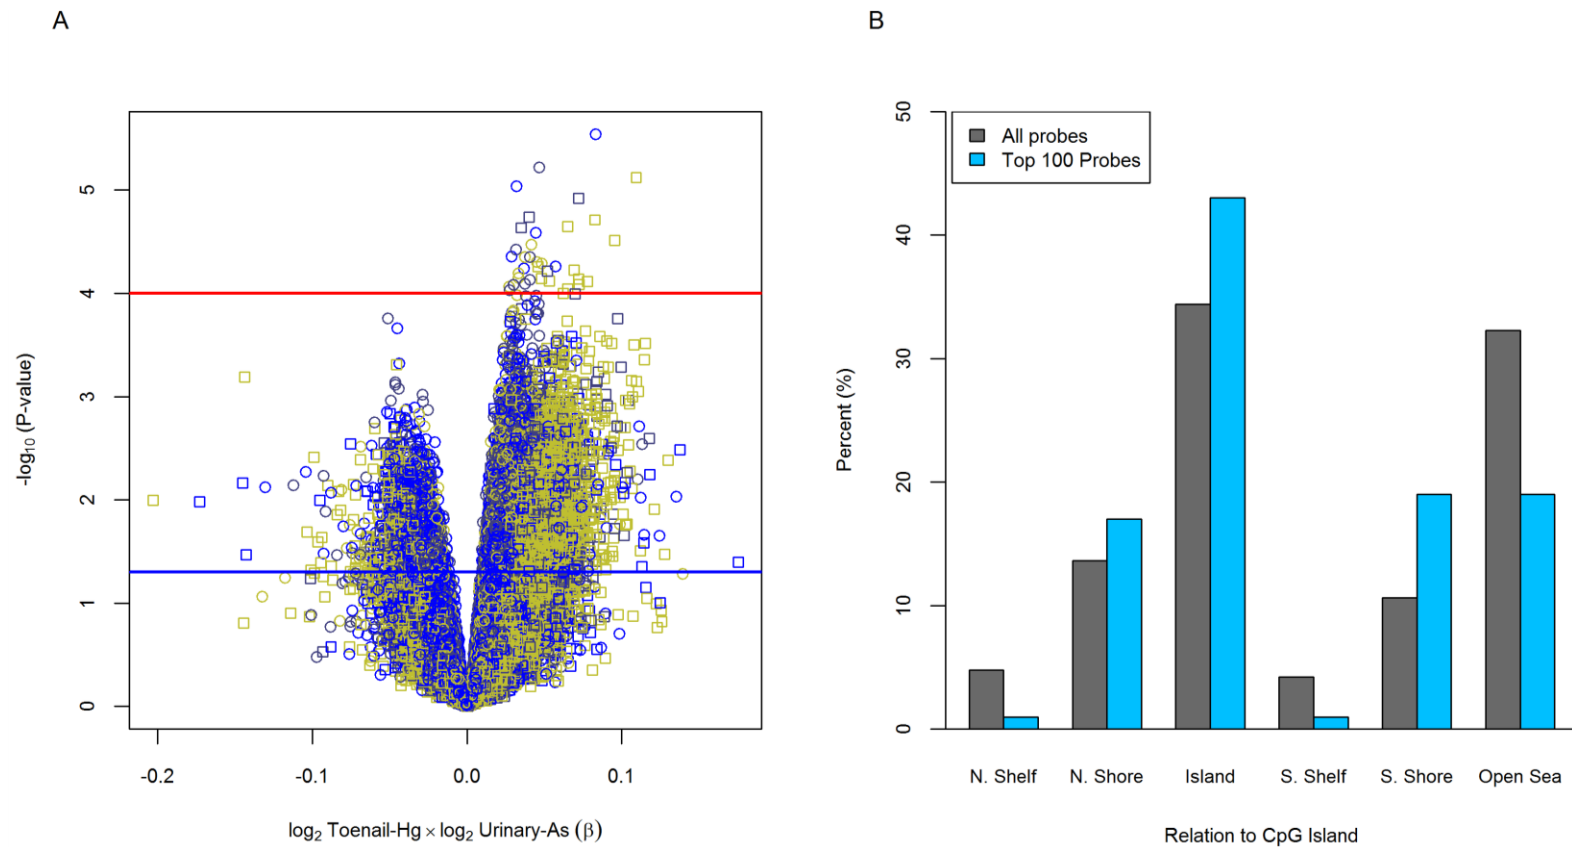 A
-log10 (P-value)
5
4
3
2
1
0
-0.2 -0.1 0.0 0.1
log2 Toenail-Hg × log2 Urinary-As (β)
B
Percent (%)
50
40
30
20
10
0
All probes
Top 100 Probes
N. Shelf N. Shore Island S. Shelf S. Shore Open Sea
Relation to CpG Island